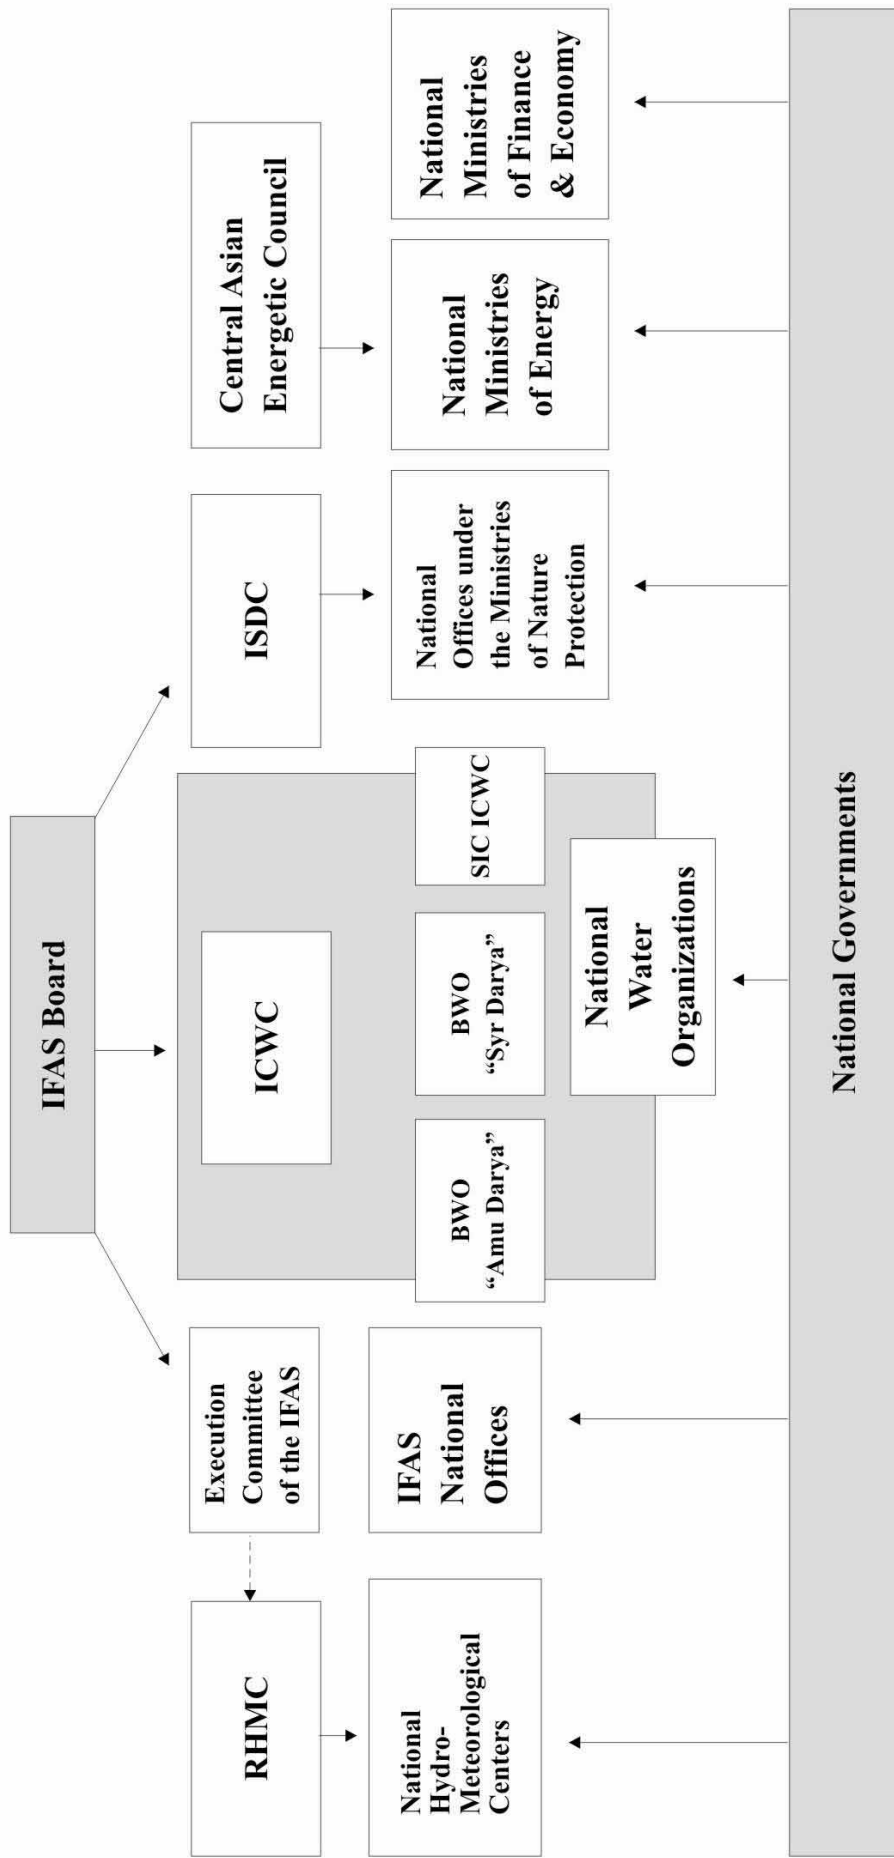 IFAS Board
RHMC
Execution
Committee
of the IFAS
ICWC
ISDC
Central Asian
Energetic Council
National
Hydro-
Meteorological
Centers
IFAS
National
Offices
BWO
“Amu Darya”
BWO
“Syr Darya”
SIC ICWC
National
Water
Organizations
National
Offices under
the Ministries
of Nature
Protection
National
Ministries
of Energy
National
Ministries
of Finance
& Economy
National Governments